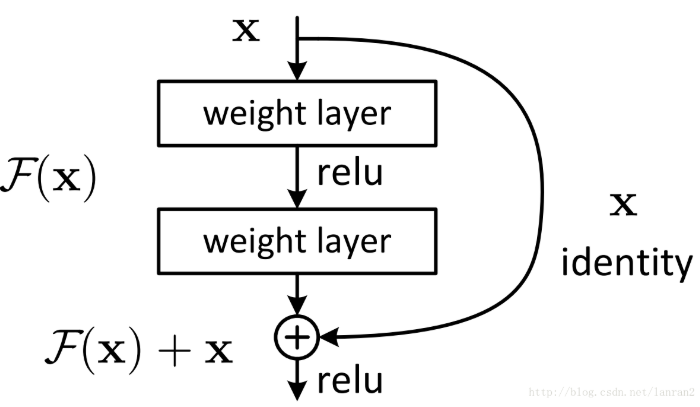 x
weight layer
relu
F(x)
x
weight layer
identity
F(x) + x
relu
http://blog.csdn.net/lanran2